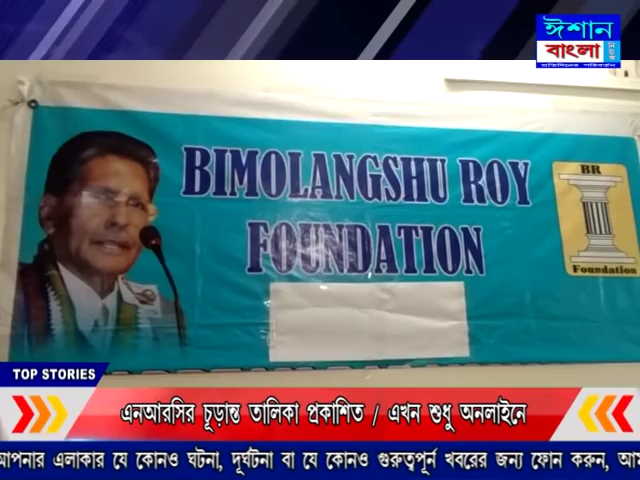 ঈশান
বাংলা
BIMOLANGSHU ROY
FOUNDATION
BR
Foundation
TOP STORIES
এনআরসির চূড়ান্ত তালিকা প্রকাশিত / এখন শুধু অনলাইনে
আপনার এলাকার যে কোনও ঘটনা, দূর্ঘটনা বা যে কোনও গুরুত্বপূর্ন খবরের জন্য ফোন করুন, আম